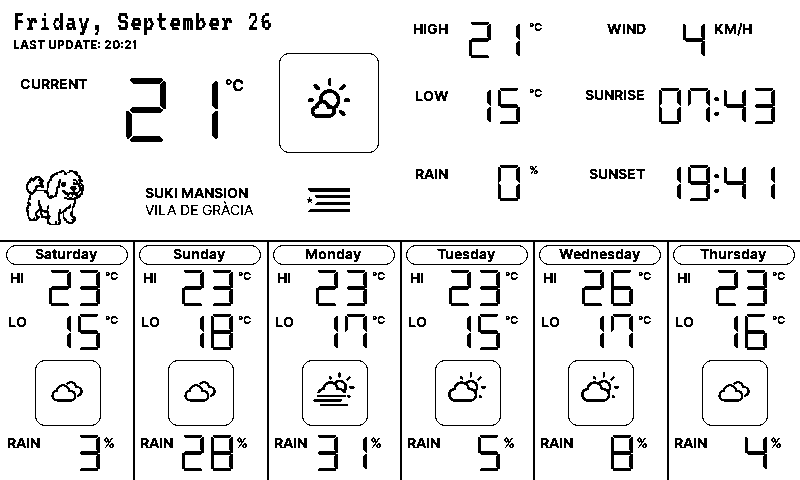 Friday, September 26
LAST UPDATE: 20:21
CURRENT 21 °C
HIGH 21 °C
WIND 4 KM/H
LOW 15 °C
SUNRISE 07:43
RAIN 0 %
SUNSET 19:41
SUKI MANSION
VILA DE GRÀCIA
Saturday
HI 23 °C
LO 15 °C
RAIN 3 %
Sunday
HI 23 °C
LO 18 °C
RAIN 28 %
Monday
HI 23 °C
LO 17 °C
RAIN 31 %
Tuesday
HI 23 °C
LO 15 °C
RAIN 5 %
Wednesday
HI 26 °C
LO 17 °C
RAIN 8 %
Thursday
HI 23 °C
LO 16 °C
RAIN 4 %